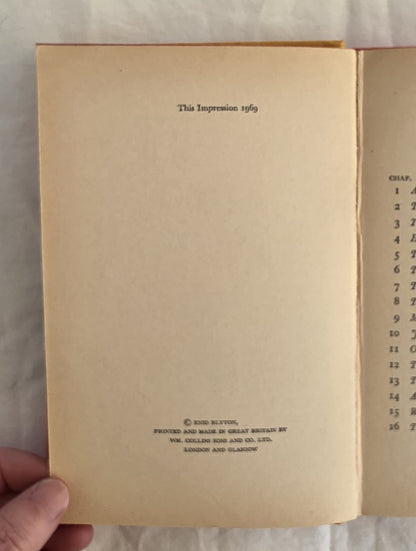 This Impression 1969
© ENID BLYTON,
PRINTED AND MADE IN GREAT BRITAIN BY
WM. COLLINS SONS AND CO. LTD.
LONDON AND GLASGOW
CHAP.
1 A
2 T
3 T
4
5 T
6 T
7 T
8 T
9
10 J
11 O
12 T
13 T
14 A
15
16 T